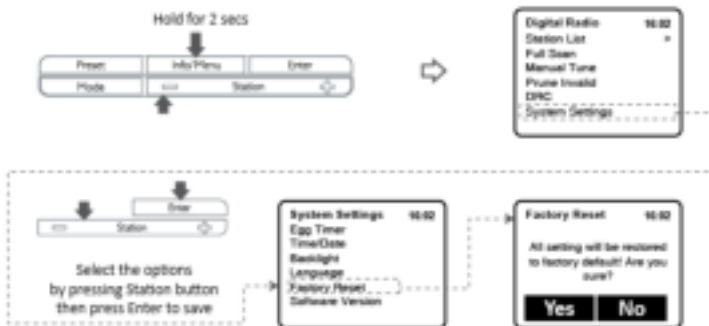 Hold for 2 secs
Preset Info/Menu Enter
Mode Station
Digital Radio 16:02
Station List >
Full Scan
Manual Tune
Prune Invalid
DRC
System Settings
Enter
Station
Select the options
by pressing Station button
then press Enter to save
System Settings 16:02
Egg Timer
Time/Date
Backlight
Language
Factory Reset
Software Version
Factory Reset 16:02
All setting will be restored
to factory default! Are you
sure?
Yes No